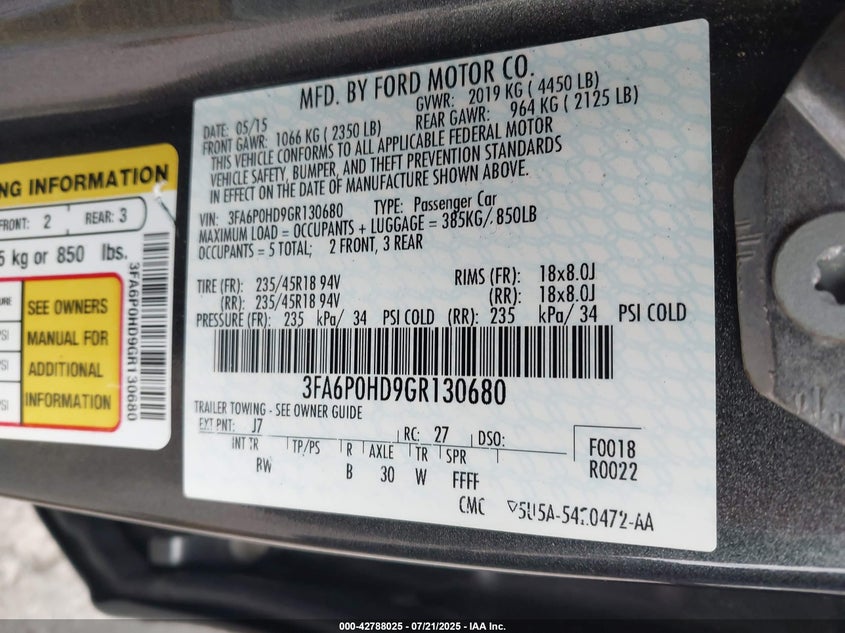 MFD. BY FORD MOTOR CO.
DATE: 05/15 GVWR: 2019 KG ( 4450 LB)
FRONT GAWR: 1066 KG ( 2350 LB) REAR GAWR: 964 KG ( 2125 LB)
THIS VEHICLE CONFORMS TO ALL APPLICABLE FEDERAL MOTOR
VEHICLE SAFETY, BUMPER, AND THEFT PREVENTION STANDARDS
IN EFFECT ON THE DATE OF MANUFACTURE SHOWN ABOVE.
VIN: 3FA6P0HD9GR130680 TYPE: Passenger Car
MAXIMUM LOAD = OCCUPANTS + LUGGAGE = 385KG/ 850LB
OCCUPANTS = 5 TOTAL; 2 FRONT, 3 REAR
TIRE (FR): 235/45R18 94V RIMS (FR): 18x8.0J
(RR): 235/45R18 94V (RR): 18x8.0J
PRESSURE (FR): 235 kPa/ 34 PSI COLD (RR): 235 kPa/ 34 PSI COLD
3FA6P0HD9GR130680
TRAILER TOWING - SEE OWNER GUIDE
EXT PNT: J7 RC: 27 DSO:
INT TR TP/PS R AXLE TR SPR
RW B 30 W FFFF
F0018
R0022
CMC
NG INFORMATION
FRONT: 2 REAR: 3
5 kg or 850 lbs.
SEE OWNERS
MANUAL FOR
ADDITIONAL
INFORMATION
PSI
PSI
PSI
3FA6P0HD9GR130680
000-42788025 / 07/21/2025 - IAA Inc.